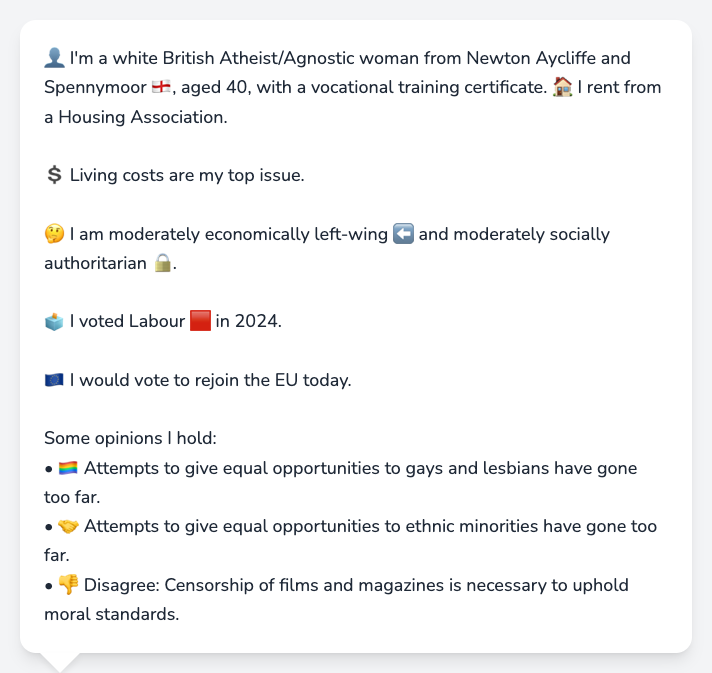 👤 I'm a white British Atheist/Agnostic woman from Newton Aycliffe and
Spennymoor 🏴󠁧󠁢󠁥󠁮󠁧󠁿, aged 40, with a vocational training certificate. 🏠 I rent from
a Housing Association.
💲 Living costs are my top issue.
🤔 I am moderately economically left-wing ⬅️ and moderately socially
authoritarian 🔒.
🗳️ I voted Labour 🟥 in 2024.
🇪🇺 I would vote to rejoin the EU today.
Some opinions I hold:
• 🏳️‍🌈 Attempts to give equal opportunities to gays and lesbians have gone
too far.
• 🤝 Attempts to give equal opportunities to ethnic minorities have gone too
far.
• 👎 Disagree: Censorship of films and magazines is necessary to uphold
moral standards.